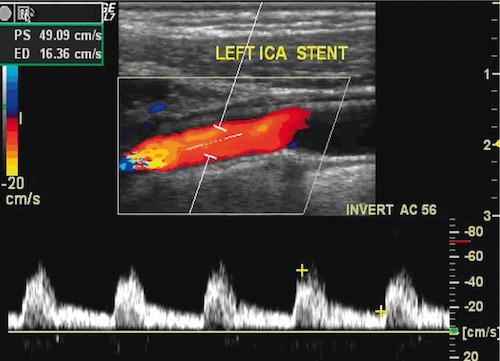 PS 49.09 cm/s
ED 16.36 cm/s
LEFT ICA STENT
1
2
3
-20
cm/s
INVERT AC 56
-80
-60
-40
-20
[cm/s]
20